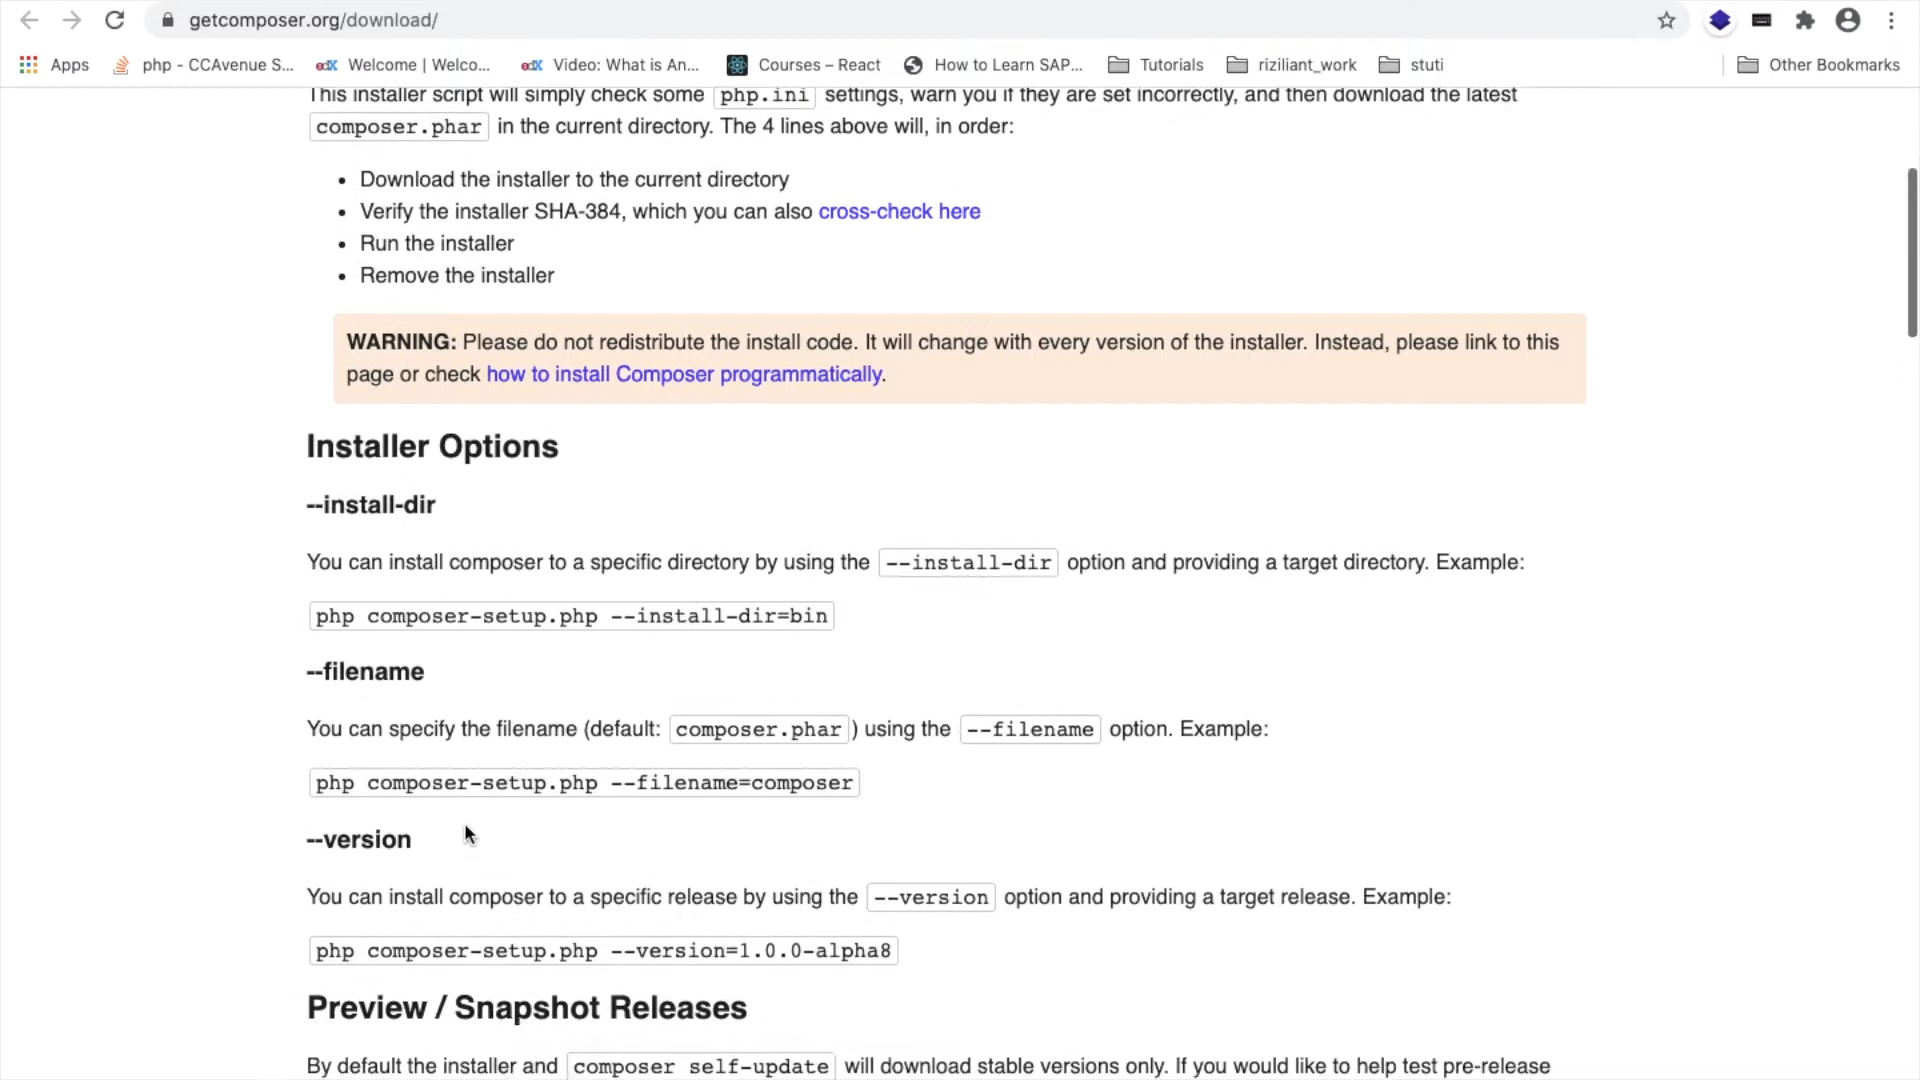 getcomposer.org/download/
Apps
php - CCAvenue S...
edX Welcome | Welco...
edX Video: What is An...
Courses – React
How to Learn SAP...
Tutorials
riziliant_work
stuti
Other Bookmarks
This installer script will simply check some php.ini settings, warn you if they are set incorrectly, and then download the latest
composer.phar in the current directory. The 4 lines above will, in order:
• Download the installer to the current directory
• Verify the installer SHA-384, which you can also cross-check here
• Run the installer
• Remove the installer
WARNING: Please do not redistribute the install code. It will change with every version of the installer. Instead, please link to this
page or check how to install Composer programmatically.
Installer Options
--install-dir
You can install composer to a specific directory by using the --install-dir option and providing a target directory. Example:
php composer-setup.php --install-dir=bin
--filename
You can specify the filename (default: composer.phar) using the --filename option. Example:
php composer-setup.php --filename=composer
--version
You can install composer to a specific release by using the --version option and providing a target release. Example:
php composer-setup.php --version=1.0.0-alpha8
Preview / Snapshot Releases
By default the installer and composer self-update will download stable versions only. If you would like to help test pre-release